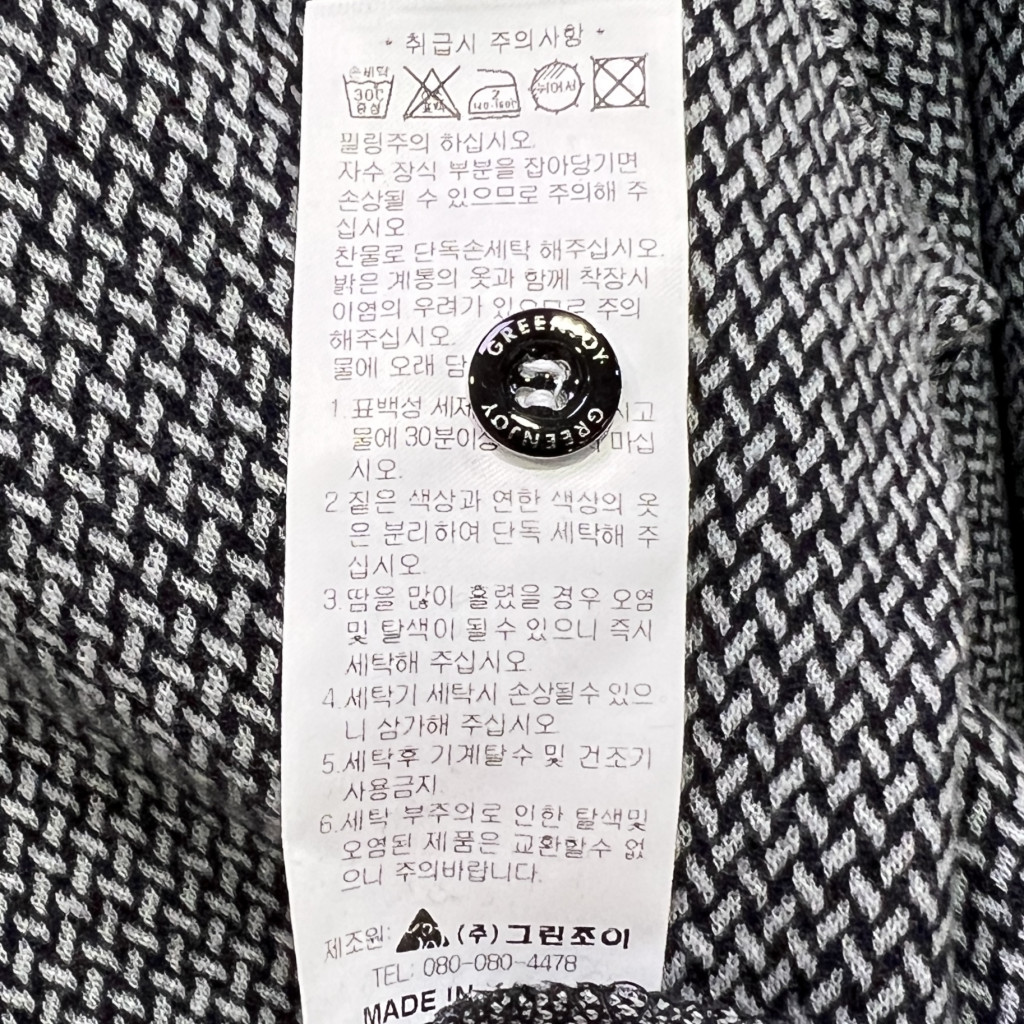 * 취급시 주의사항 *
손세탁
30℃
중성
표백
2
140-160℃
뉘어서
필링주의 하십시오.
자수 장식 부분을 잡아당기면
손상될 수 있으므로 주의해 주
십시오
찬물로 단독손세탁 해주십시오.
밝은 계통의 옷과 함께 착장시
이염의 우려가 있으므로 주의
해주십시오.
물에 오래 담
1.표백성 세제 시고
물에 30분이상 마십
시오.
2.짙은 색상과 연한 색상의 옷
은 분리하여 단독 세탁해 주
십시오.
3.땀을 많이 흘렸을 경우 오염
및 탈색이 될수 있으니 즉시
세탁해 주십시오.
4.세탁기 세탁시 손상될수 있으
니 삼가해 주십시오
5.세탁후 기계탈수 및 건조기
사용금지.
6.세탁 부주의로 인한 탈색및
오염된 제품은 교환할수 없
으니 주의바랍니다.
제조원: (주)그린조이
TEL: 080-080-4478
MADE IN
GREENJOY
GREENJOY